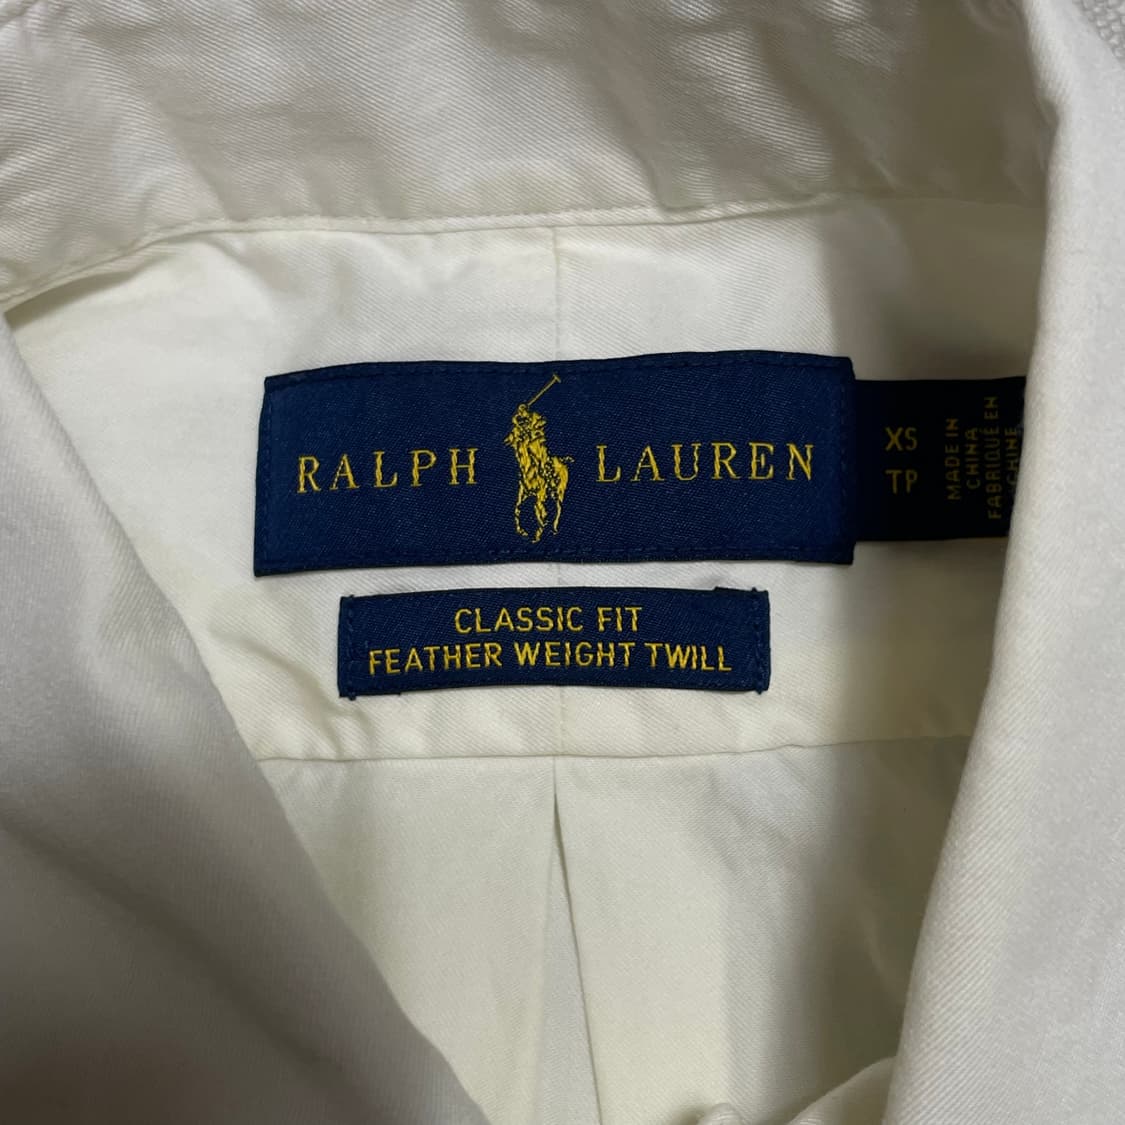 RALPH LAUREN
XS
TP
MADE IN
CHINA
FABRIQUÉ EN
CHINE
CLASSIC FIT
FEATHER WEIGHT TWILL